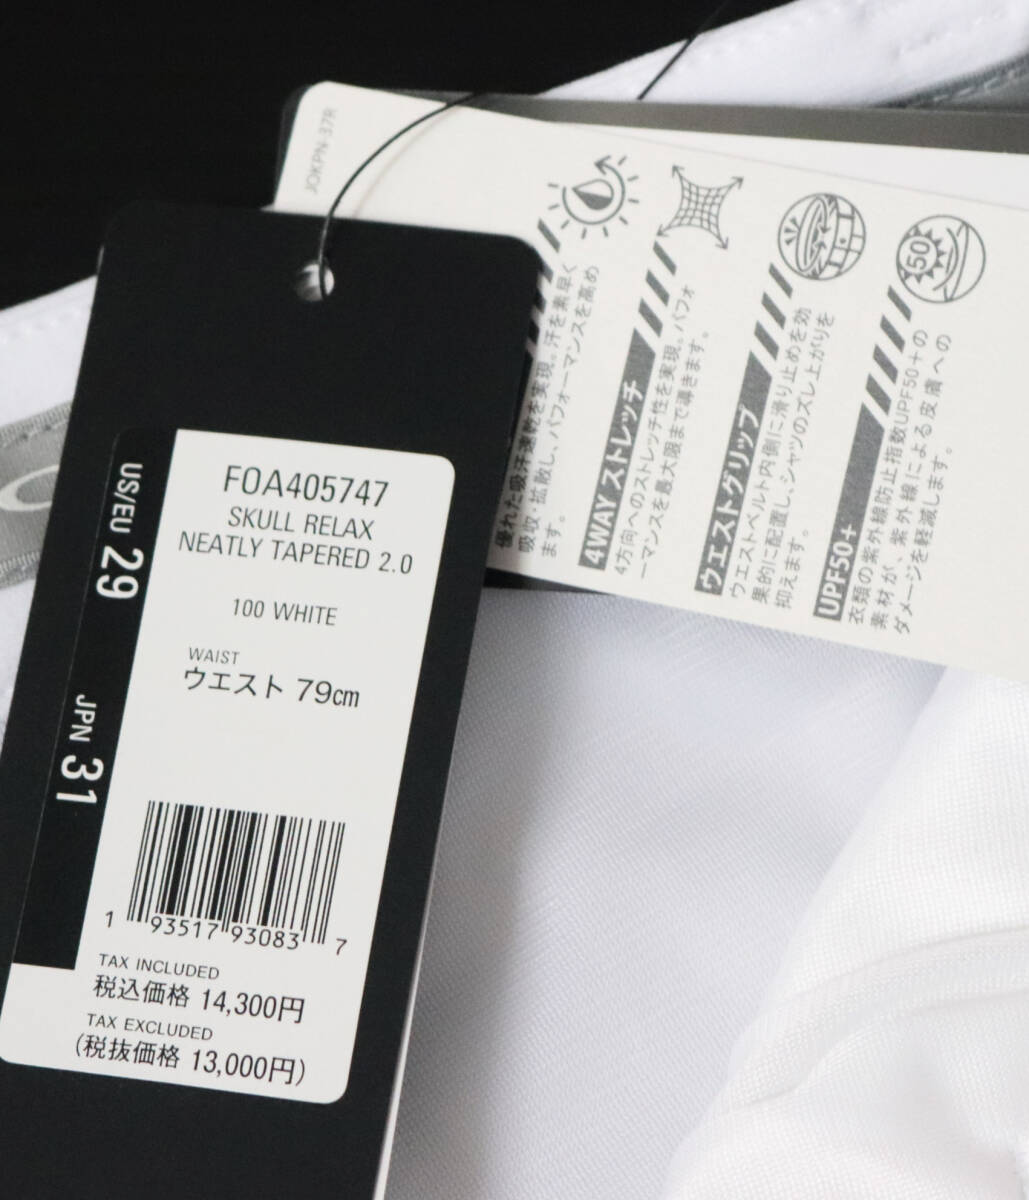 FOA405747
SKULL RELAX
NEATLY TAPERED 2.0
100 WHITE
WAIST
ウエスト 79cm
US/EU 29
JPN 31
1 93517 93083 7
TAX INCLUDED
税込価格 14,300円
TAX EXCLUDED
(税抜価格 13,000円)
JOKPN-37R
優れた吸汗速乾を実現。汗を素早く
吸収・拡散し、パフォーマンスを高め
ます。
4WAY ストレッチ
4方向へのストレッチ性を実現。パフォ
ーマンスを最大限まで導きます。
ウエストグリップ
ウエストベルト内側に滑り止めを効
果的に配置し、シャツのズレ上がりを
抑えます。
50
UPF50+
衣類の紫外線防止指数UPF50+の
素材が、紫外線による皮膚への
ダメージを軽減します。